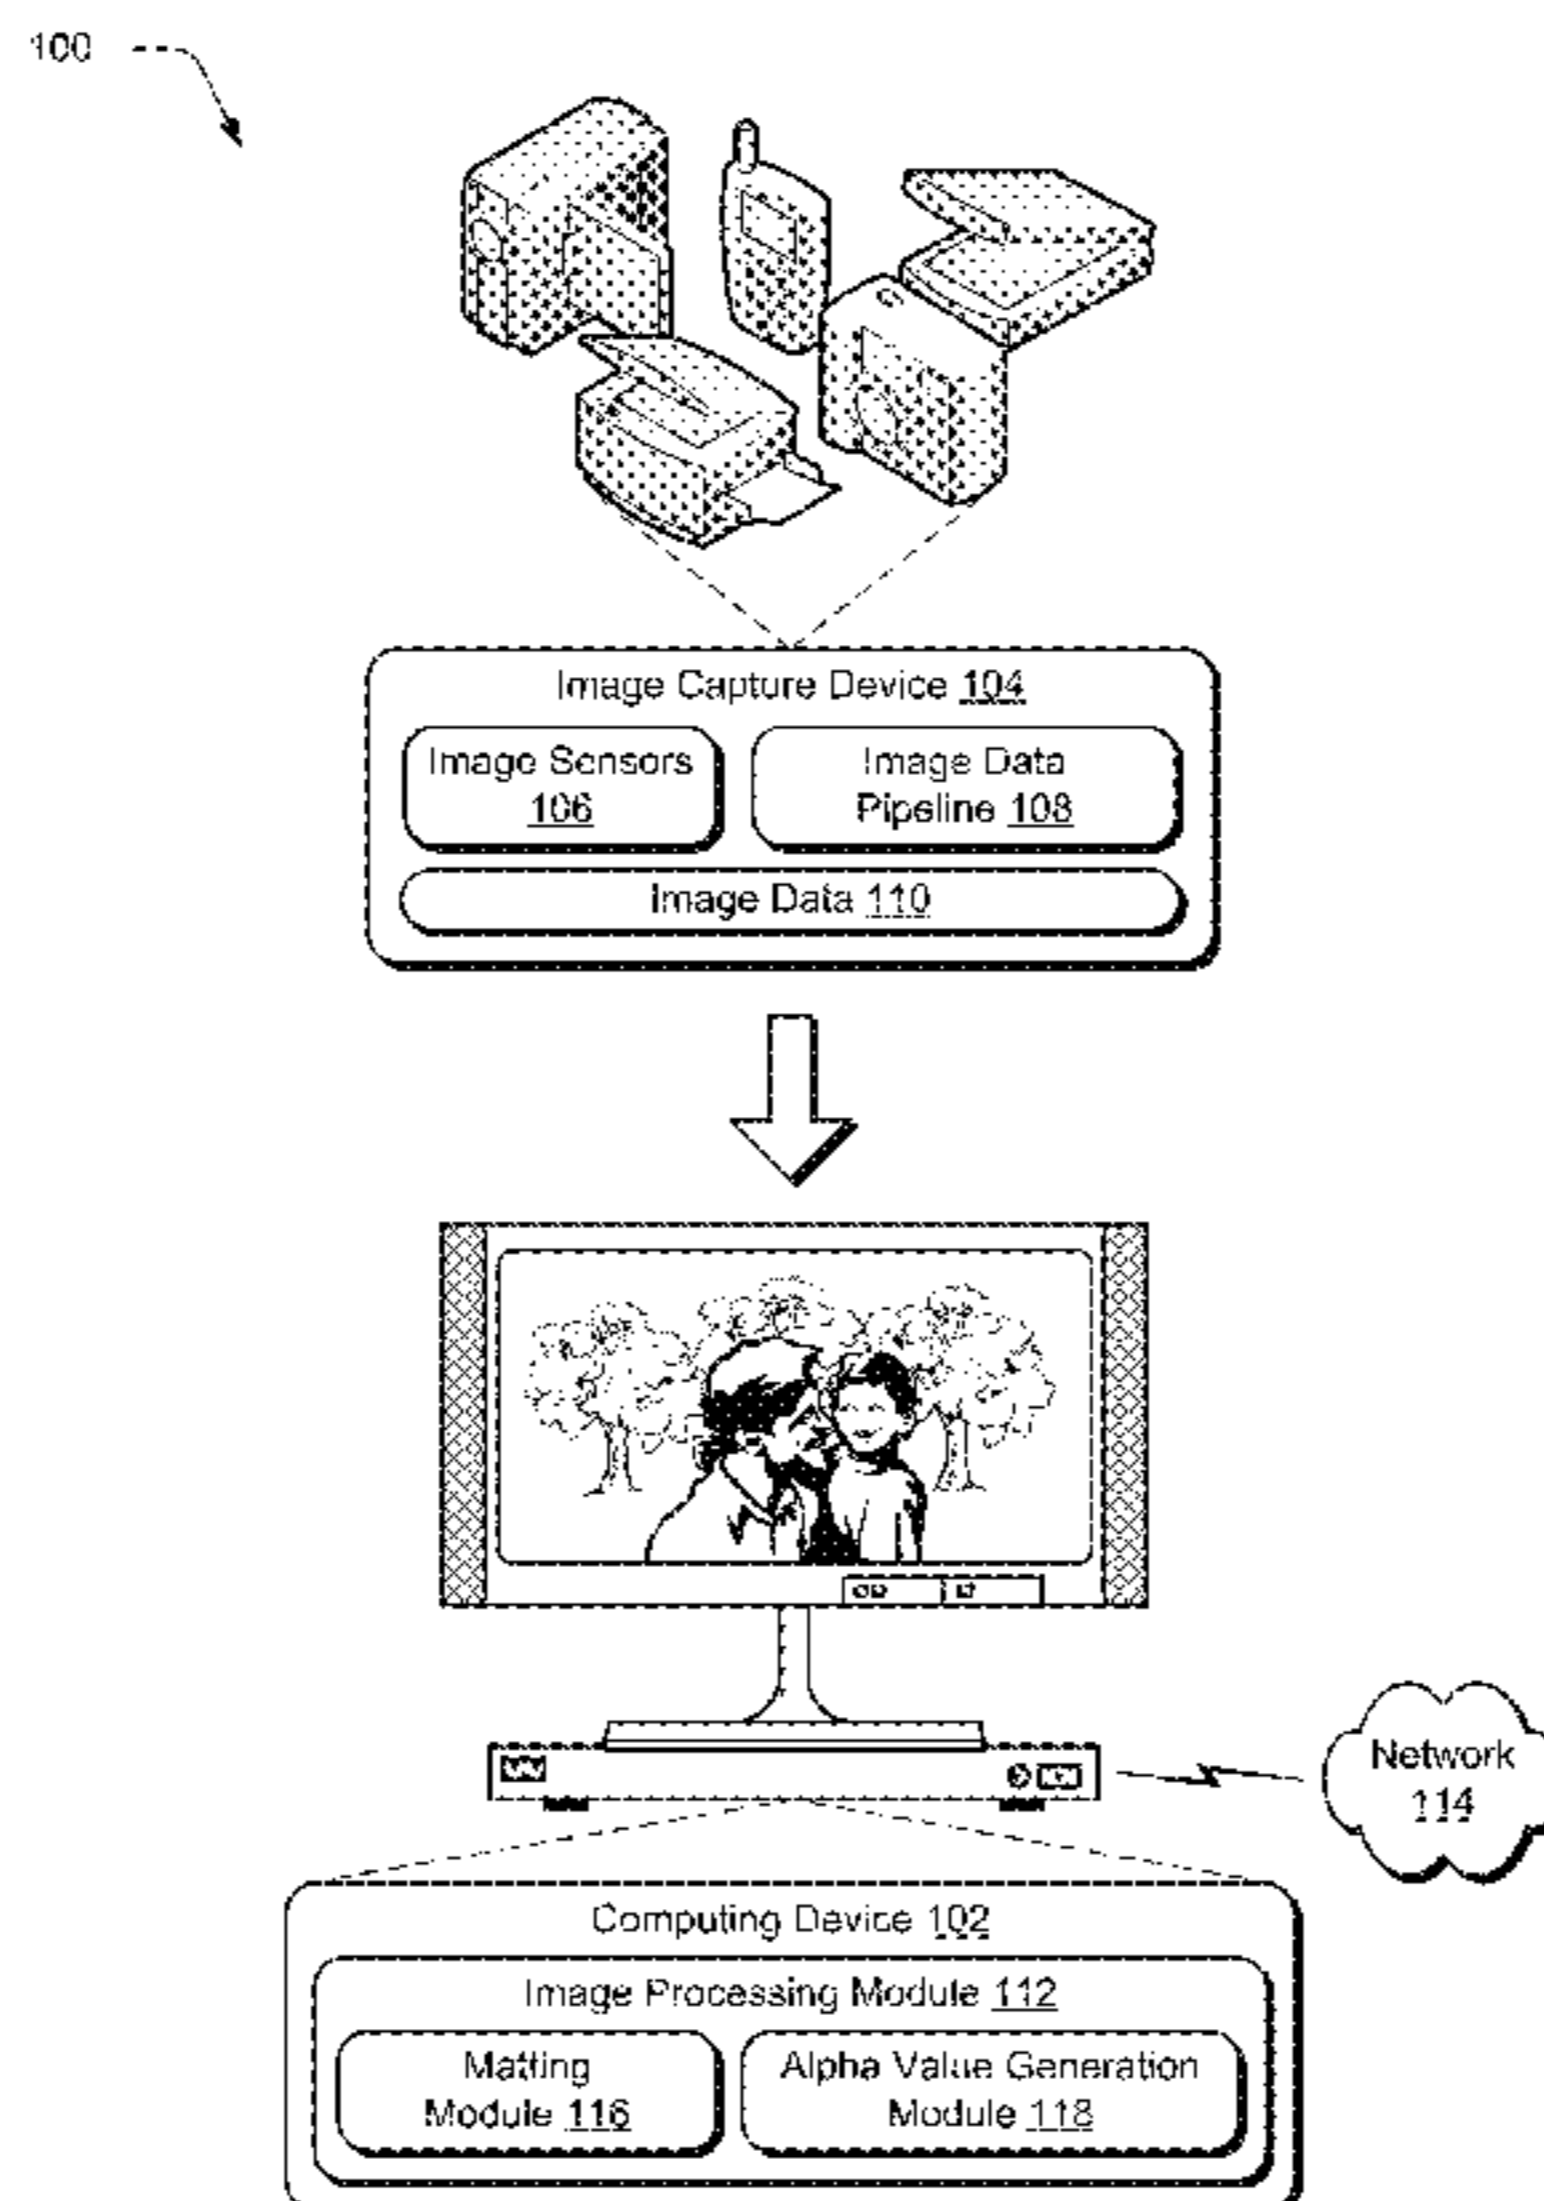 100
Image Capture Device 104
Image Sensors
106
Image Data
Pipeline 108
Image Data 110
Network
114
Computing Device 102
Image Processing Module 112
Matting
Module 116
Alpha Value Generation
Module 118